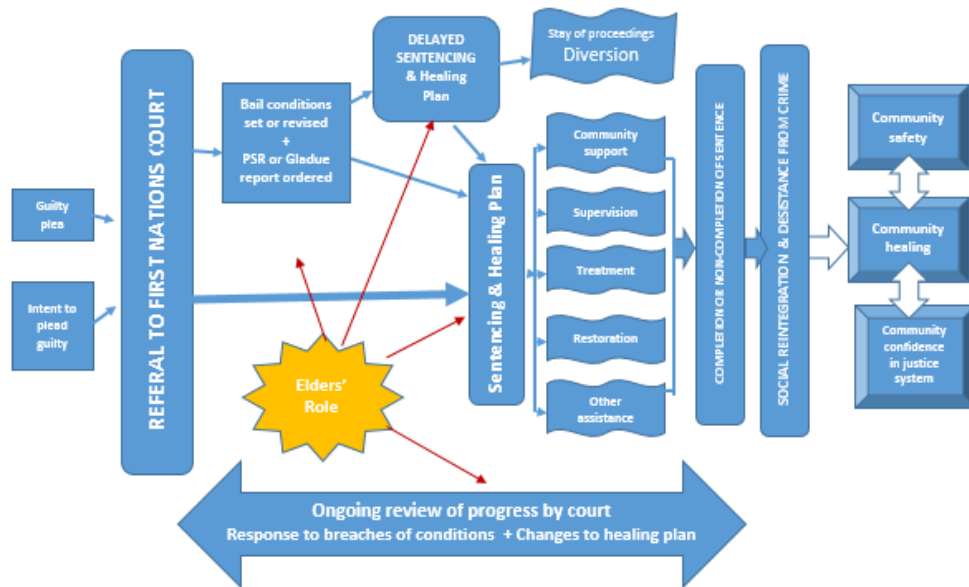 Guilty
plea
Intent to
plead
guilty
REFERAL TO FIRST NATIONS COURT
Bail conditions
set or revised
+
PSR or Gladue
report ordered
DELAYED
SENTENCING
& Healing
Plan
Stay of proceedings
Diversion
Elders'
Role
Sentencing & Healing Plan
Community
support
Supervision
Treatment
Restoration
Other
assistance
COMPLETION OR NON-COMPLETION OF SENTENCE
SOCIAL REINTEGRATION & DESISTANCE FROM CRIME
Community
safety
Community
healing
Community
confidence
in justice
system
Ongoing review of progress by court
Response to breaches of conditions + Changes to healing plan